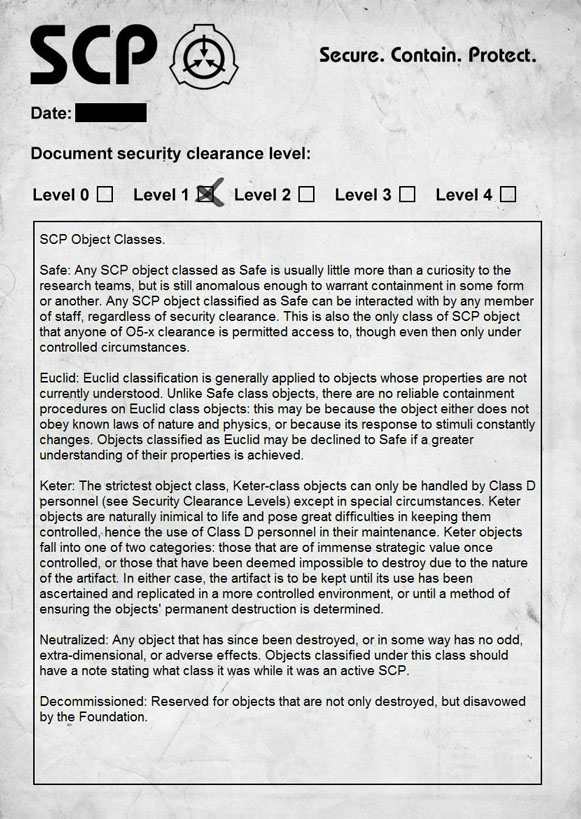 SCP
Secure. Contain. Protect.
Date:
Document security clearance level:
Level 0 Level 1 Level 2 Level 3 Level 4
SCP Object Classes.
Safe: Any SCP object classed as Safe is usually little more than a curiosity to the
research teams, but is still anomalous enough to warrant containment in some form
or another. Any SCP object classified as Safe can be interacted with by any member
of staff, regardless of security clearance. This is also the only class of SCP object
that anyone of O5-x clearance is permitted access to, though even then only under
controlled circumstances.
Euclid: Euclid classification is generally applied to objects whose properties are not
currently understood. Unlike Safe class objects, there are no reliable containment
procedures on Euclid class objects: this may be because the object either does not
obey known laws of nature and physics, or because its response to stimuli constantly
changes. Objects classified as Euclid may be declined to Safe if a greater
understanding of their properties is achieved.
Keter: The strictest object class, Keter-class objects can only be handled by Class D
personnel (see Security Clearance Levels) except in special circumstances. Keter
objects are naturally inimical to life and pose great difficulties in keeping them
controlled, hence the use of Class D personnel in their maintenance. Keter objects
fall into one of two categories: those that are of immense strategic value once
controlled, or those that have been deemed impossible to destroy due to the nature
of the artifact. In either case, the artifact is to be kept until its use has been
ascertained and replicated in a more controlled environment, or until a method of
ensuring the objects' permanent destruction is determined.
Neutralized: Any object that has since been destroyed, or in some way has no odd,
extra-dimensional, or adverse effects. Objects classified under this class should
have a note stating what class it was while it was an active SCP.
Decommissioned: Reserved for objects that are not only destroyed, but disavowed
by the Foundation.